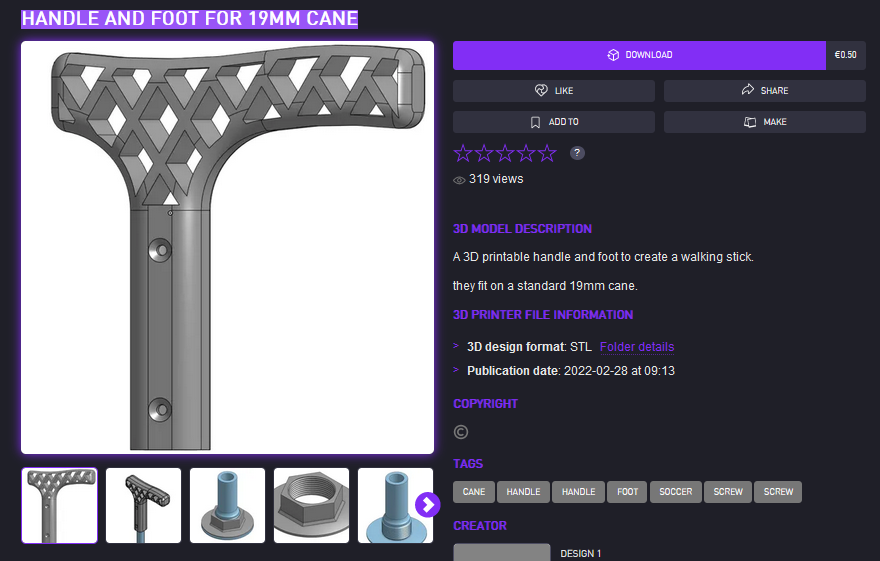 HANDLE AND FOOT FOR 19MM CANE
DOWNLOAD
€0.50
LIKE
SHARE
ADD TO
MAKE
?
319 views
3D MODEL DESCRIPTION
A 3D printable handle and foot to create a walking stick.
they fit on a standard 19mm cane.
3D PRINTER FILE INFORMATION
> 3D design format: STL Folder details
> Publication date: 2022-02-28 at 09:13
COPYRIGHT
©
TAGS
CANE HANDLE HANDLE FOOT SOCCER SCREW SCREW
CREATOR
DESIGN 1